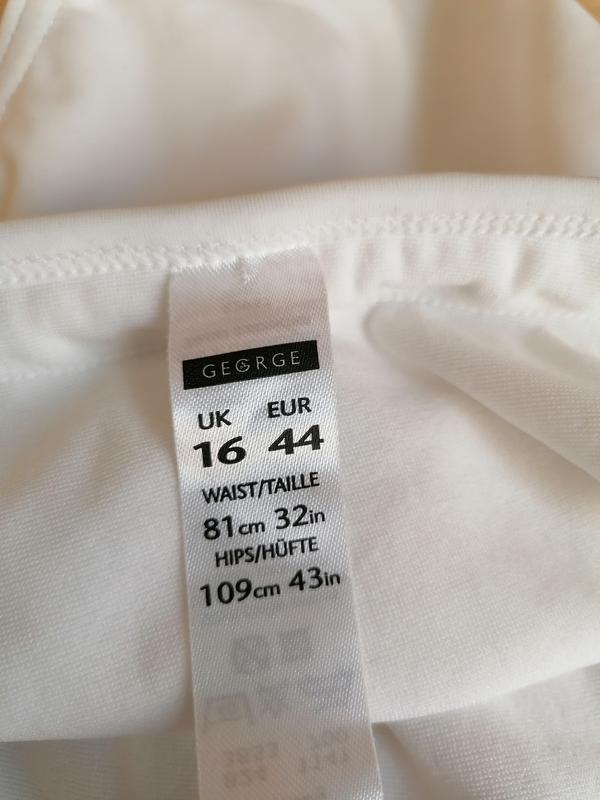 GEORGE
UK EUR
16 44
WAIST/TAILLE
81cm 32in
HIPS/HÜFTE
109cm 43in